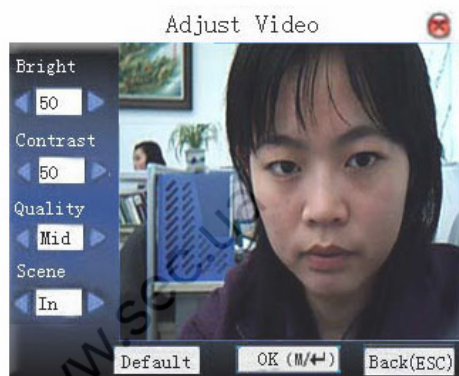 Adjust Video
Bright
50
Contrast
50
Quality
Mid
Scene
In
Default
OK (M/↵)
Back(ESC)